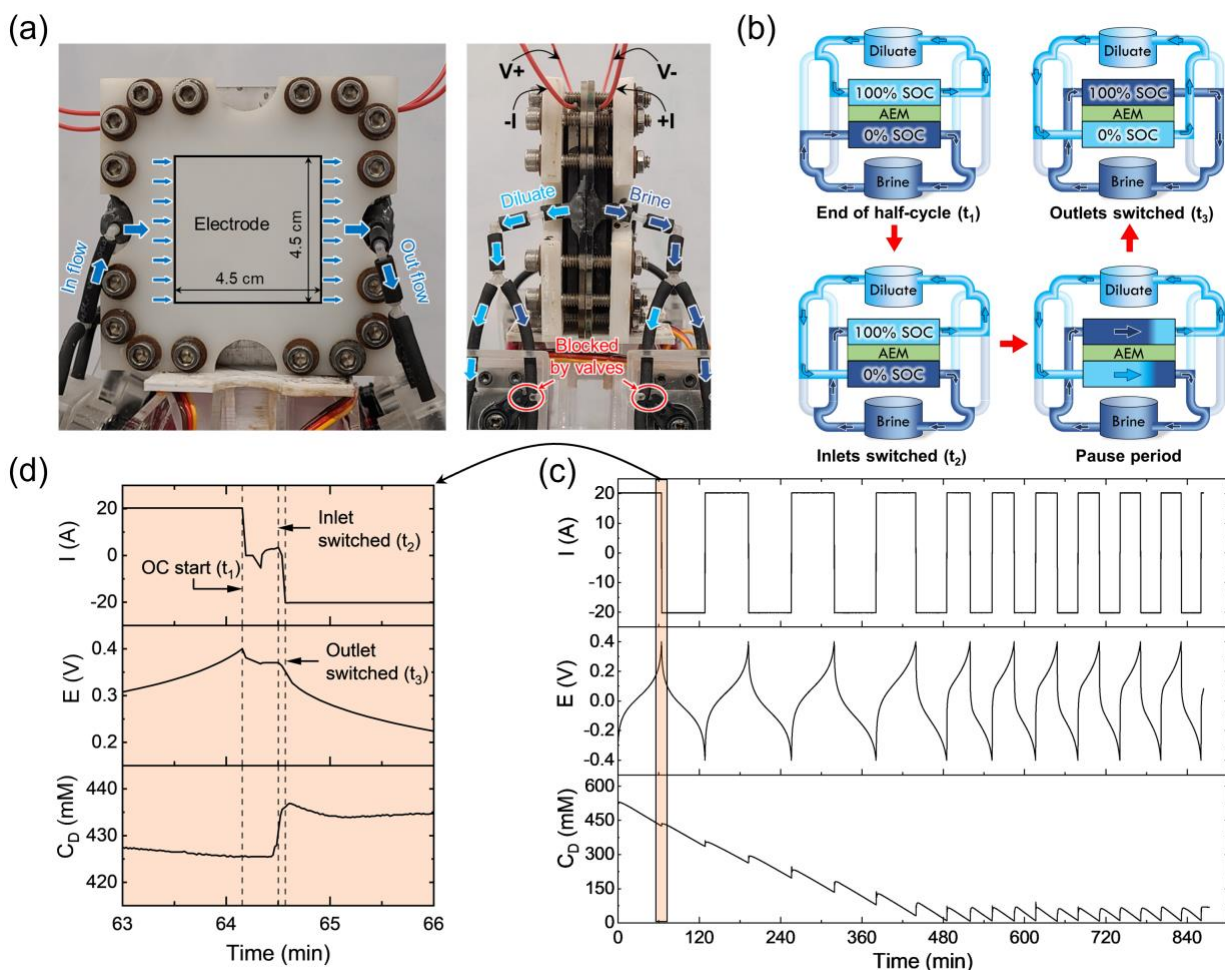 (a)
V+
V-
-I
+I
Diluate
Brine
Electrode
4.5 cm
4.5 cm
In flow
Out flow
Blocked
by valves
(b)
Diluate
100% SOC
AEM
0% SOC
Brine
End of half-cycle (t₁)
Diluate
100% SOC
AEM
0% SOC
Brine
Outlets switched (t₃)
Diluate
100% SOC
AEM
0% SOC
Brine
Inlets switched (t₂)
Diluate
AEM
Brine
Pause period
(d)
I (A)
20
0
-20
OC start (t₁)
Inlet
switched (t₂)
E (V)
0.4
0.3
0.2
Outlet
switched (t₃)
C_D (mM)
440
430
420
63 64 65 66
Time (min)
(c)
I (A)
20
0
-20
E (V)
0.4
0.2
0.0
-0.2
-0.4
C_D (mM)
600
450
300
150
0
0 120 240 360 480 600 720 840
Time (min)